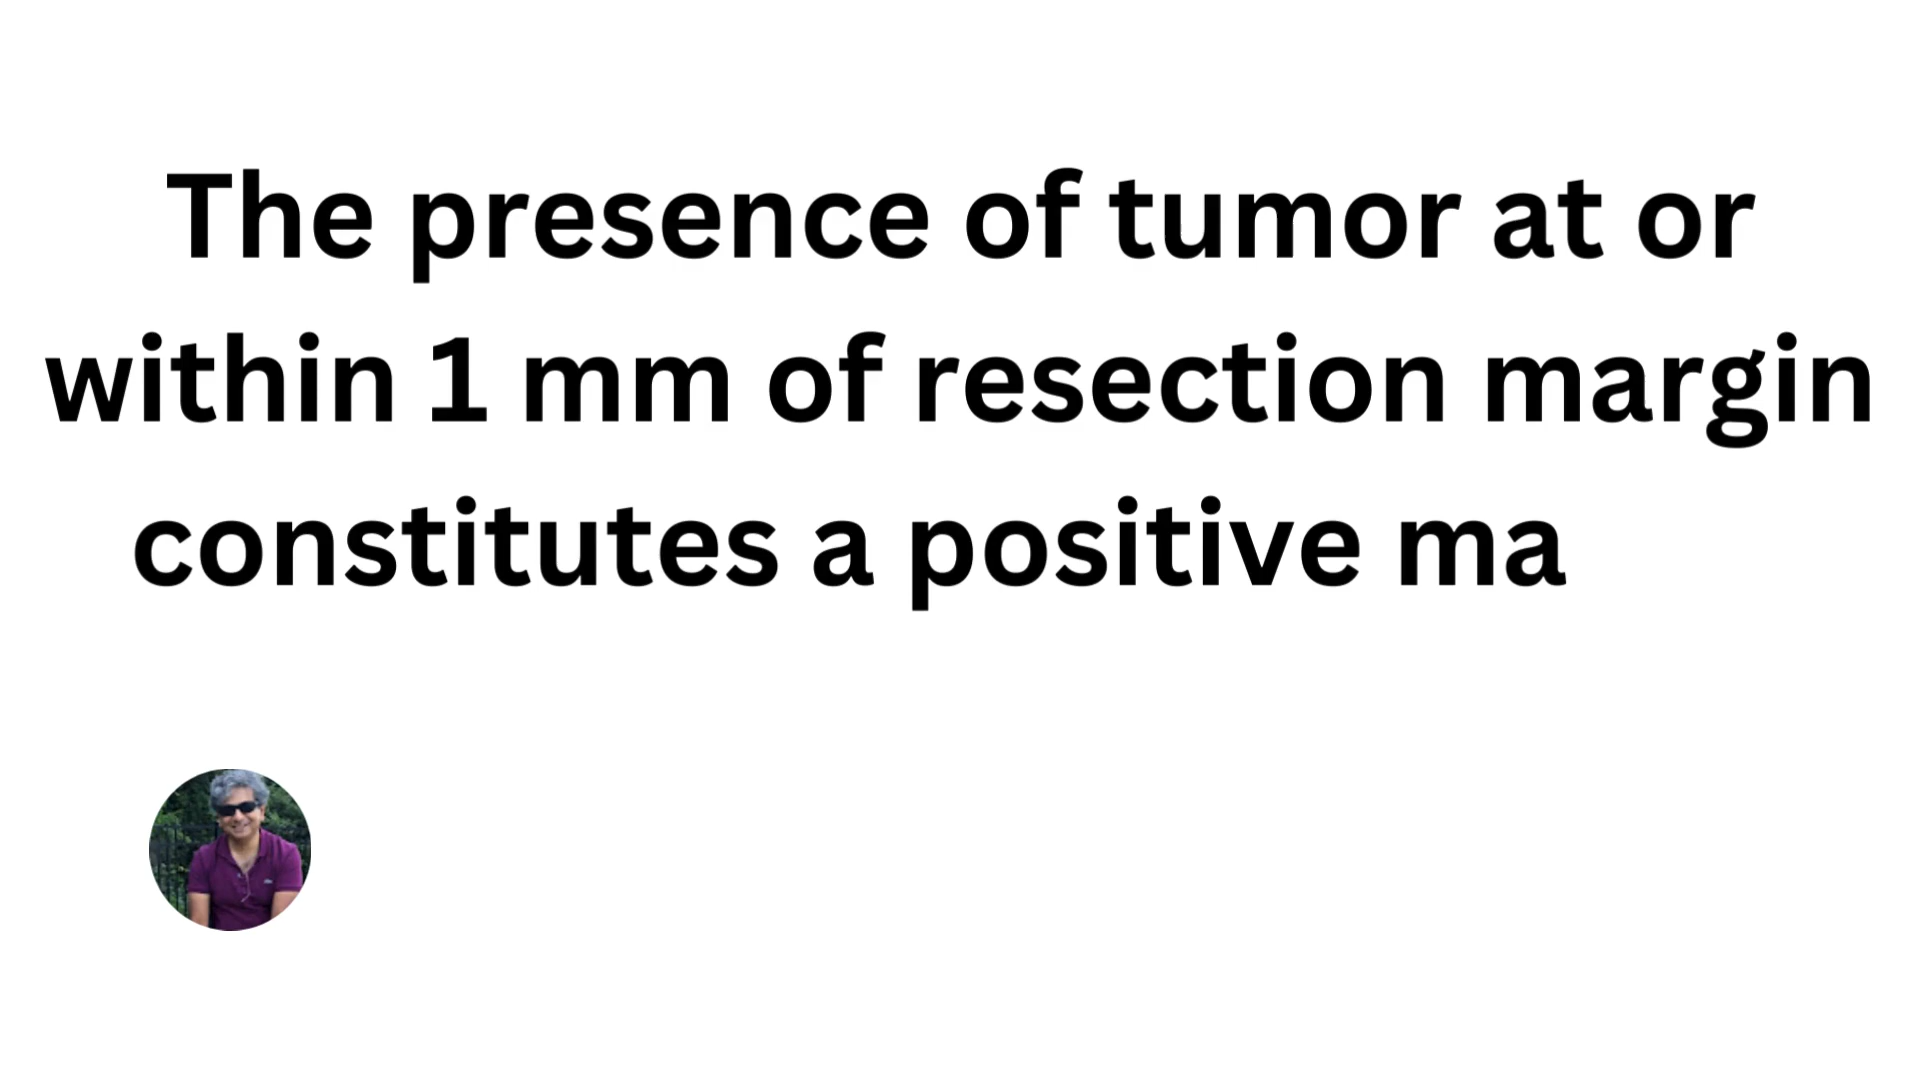 The presence of tumor at or
within 1 mm of resection margin
constitutes a positive ma